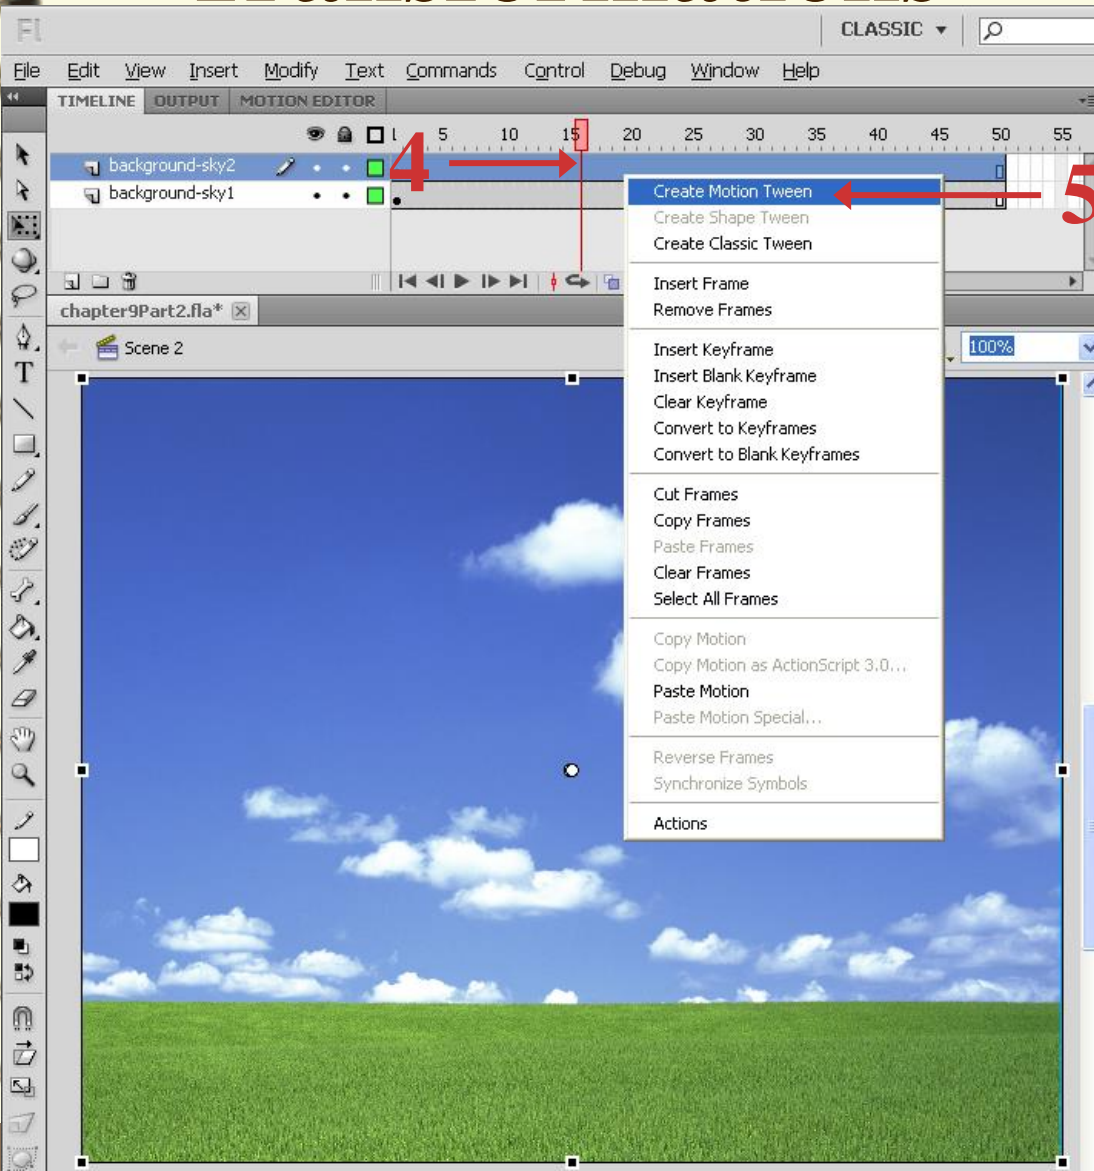 Fl CLASSIC
File Edit View Insert Modify Text Commands Control Debug Window Help
TIMELINE OUTPUT MOTION EDITOR
1 5 10 15 20 25 30 35 40 45 50 55
background-sky2
background-sky1
4
5
Create Motion Tween
Create Shape Tween
Create Classic Tween
Insert Frame
Remove Frames
chapter9Part2.fla*
Scene 2
100%
Insert Keyframe
Insert Blank Keyframe
Clear Keyframe
Convert to Keyframes
Convert to Blank Keyframes
Cut Frames
Copy Frames
Paste Frames
Clear Frames
Select All Frames
Copy Motion
Copy Motion as ActionScript 3.0...
Paste Motion
Paste Motion Special...
Reverse Frames
Synchronize Symbols
Actions
T